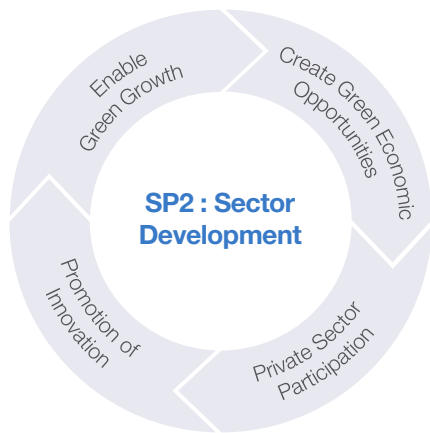 Enable
Green Growth
Create Green Economic
Opportunities
SP2 : Sector
Development
Promotion of
Innovation
Private Sector
Participation